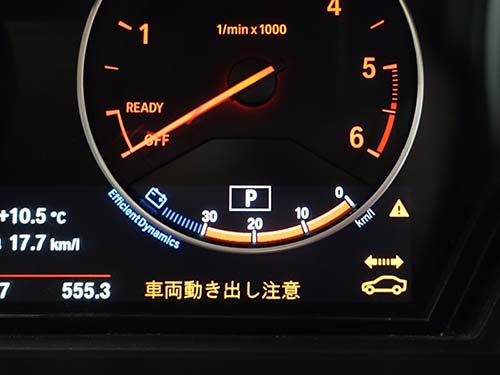 4
1
1/min x 1000
5
READY
OFF
6
P
EfficientDynamics
30
20
10
0
km/l
+10.5 °C
17.7 km/l
7
555.3
車両動き出し注意